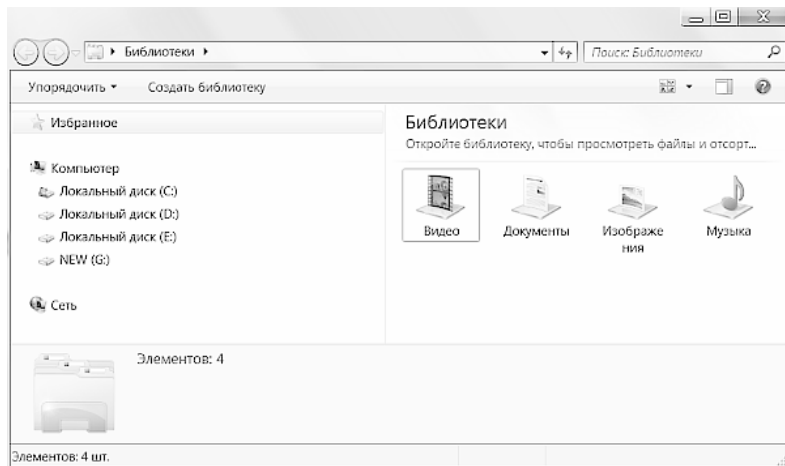 Библиотеки
Поиск: Библиотеки
Упорядочить
Создать библиотеку
Избранное
Компьютер
Локальный диск (C:)
Локальный диск (D:)
Локальный диск (E:)
NEW (G:)
Сеть
Библиотеки
Откройте библиотеку, чтобы просмотреть файлы и отсорт...
Видео
Документы
Изображе
ния
Музыка
Элементов: 4
Элементов: 4 шт.